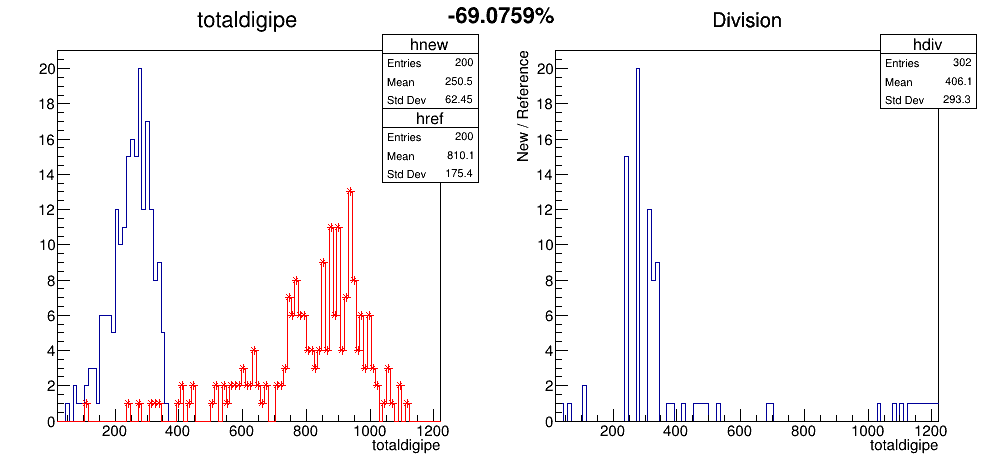 totaldigipe
-69.0759%
Division
hnew
Entries 200
Mean 250.5
Std Dev 62.45
href
Entries 200
Mean 810.1
Std Dev 175.4
20
18
16
14
12
10
8
6
4
2
0
200 400 600 800 1000 1200
totaldigipe
hdiv
Entries 302
Mean 406.1
Std Dev 293.3
New / Reference
20
18
16
14
12
10
8
6
4
2
0
200 400 600 800 1000 1200
totaldigipe